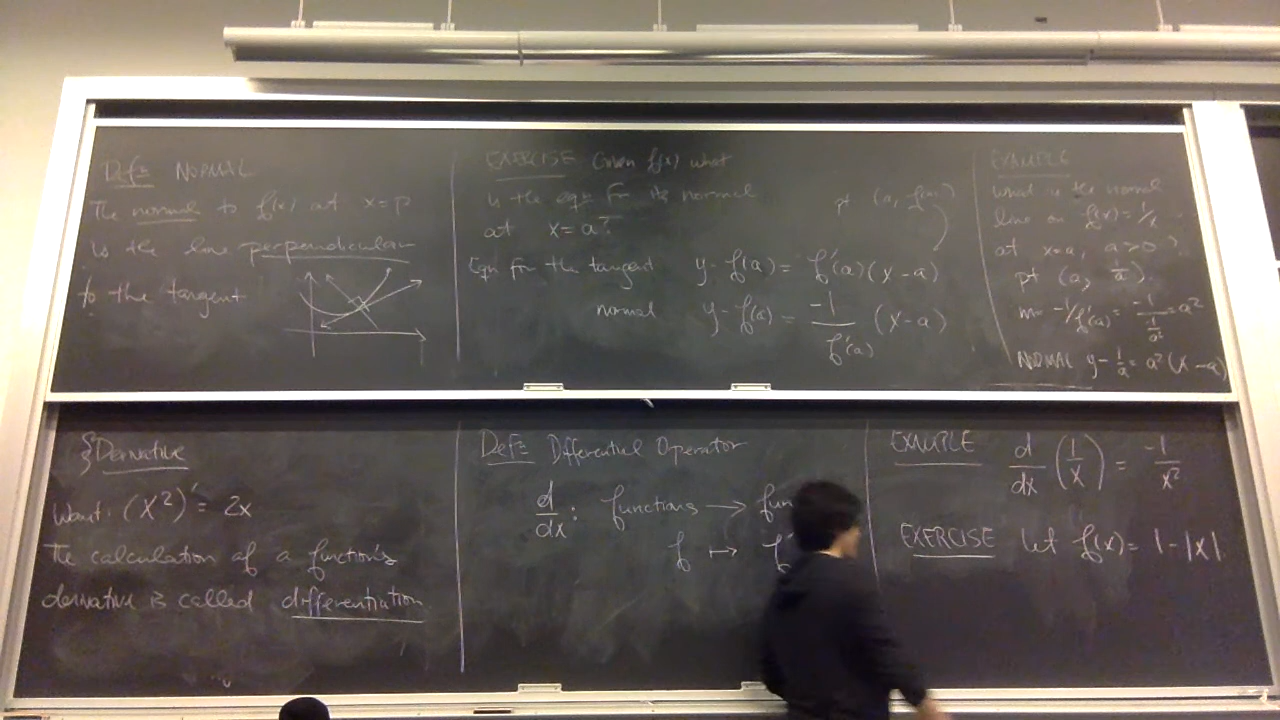 Def= NORMAL
The normal to f(x) at x=p
is the line perpendicular
to the tangent
EXERCISE Given f(x) what
is the eqn for the normal
at x=a?
pt (a, f(a))
Eqn for the tangent y-f(a) = f'(a)(x-a)
normal y-f(a) = -1/f'(a) (x-a)
EXAMPLE
what is the normal
line on f(x)=1/x
at x=a, a>0?
pt (a, 1/a).
m= -1/f'(a) = -1/-1/a² = a²
NORMAL y-1/a = a²(x-a)
§Derivative
Want: (x²)' = 2x
The calculation of a function's
derivative is called differentiation
Def= Differential Operator
d/dx : functions → fun
f ↦ f'
EXAMPLE d/dx (1/x) = -1/x²
EXERCISE Let f(x) = 1-|x|